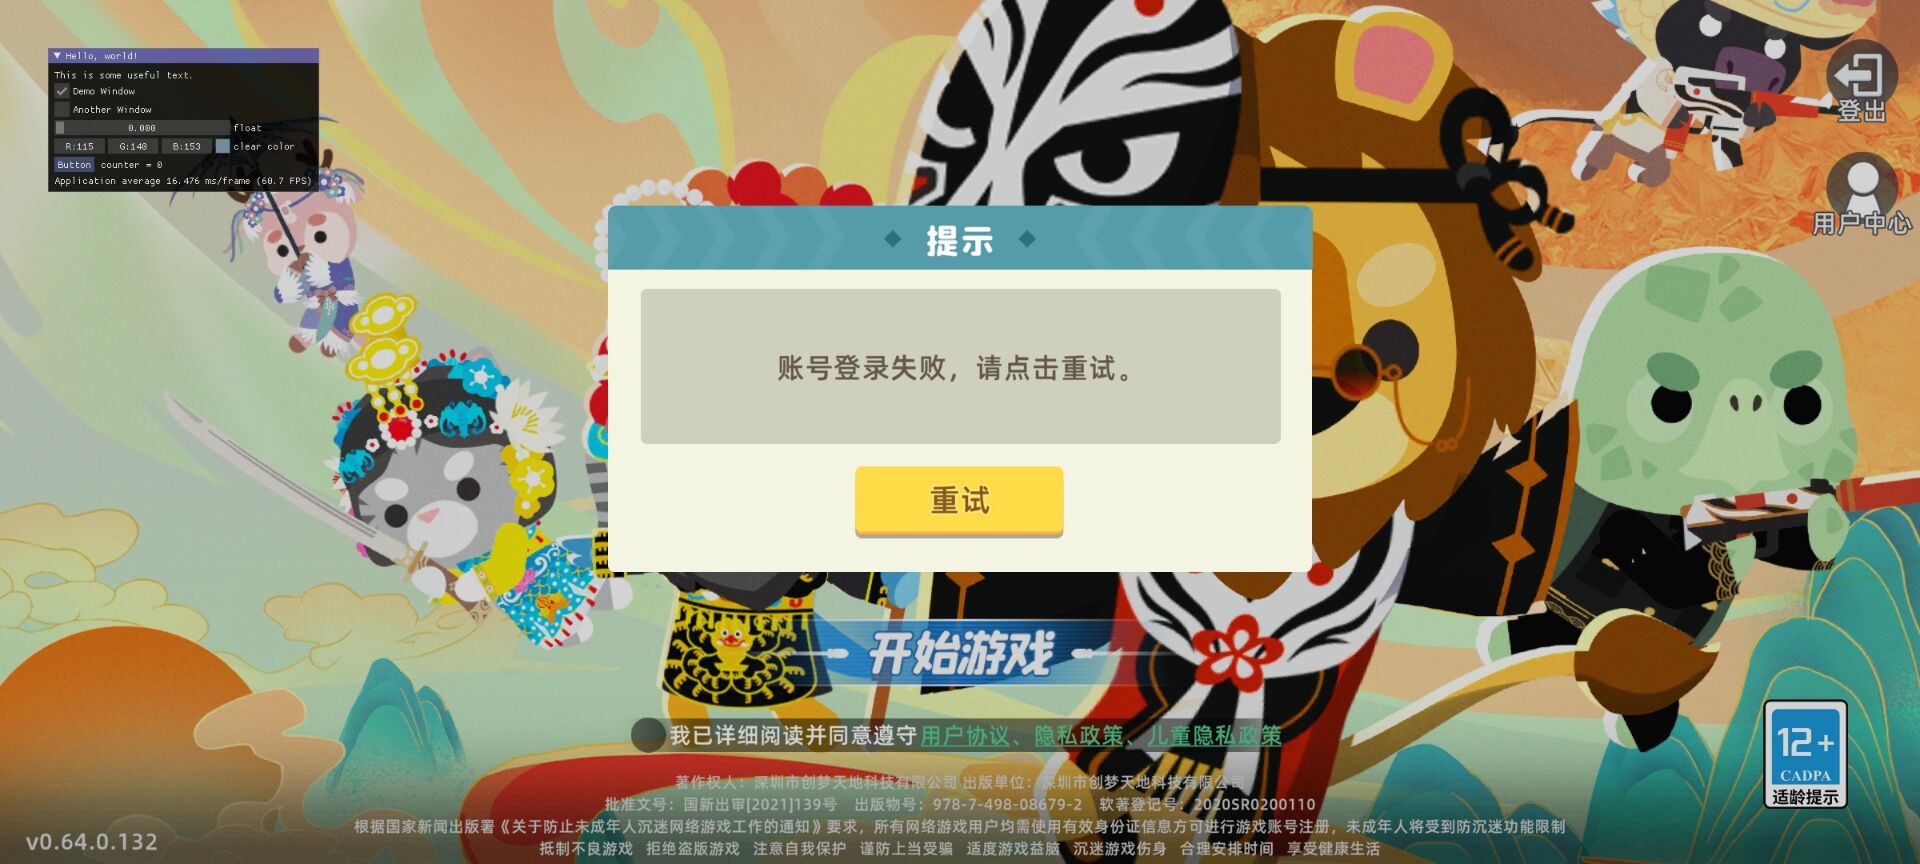 ▼ Hello, world!
This is some useful text.
Demo Window
Another Window
0.000 float
R:115 G:140 B:153 clear color
Button counter = 0
Application average 16.476 ms/frame (60.7 FPS)
登出
用户中心
提示
账号登录失败，请点击重试。
重试
开始游戏
我已详细阅读并同意遵守用户协议、隐私政策、儿童隐私政策
著作权人：深圳市创梦天地科技有限公司 出版单位：深圳市创梦天地科技有限公司
批准文号：国新出审[2021]139号 出版物号：978-7-498-08679-2 软著登记号：2020SR0200110
根据国家新闻出版署《关于防止未成年人沉迷网络游戏工作的通知》要求，所有网络游戏用户均需使用有效身份证信息方可进行游戏账号注册，未成年人将受到防沉迷功能限制
抵制不良游戏 拒绝盗版游戏 注意自我保护 谨防上当受骗 适度游戏益脑 沉迷游戏伤身 合理安排时间 享受健康生活
12+
CADPA
适龄提示
v0.64.0.132